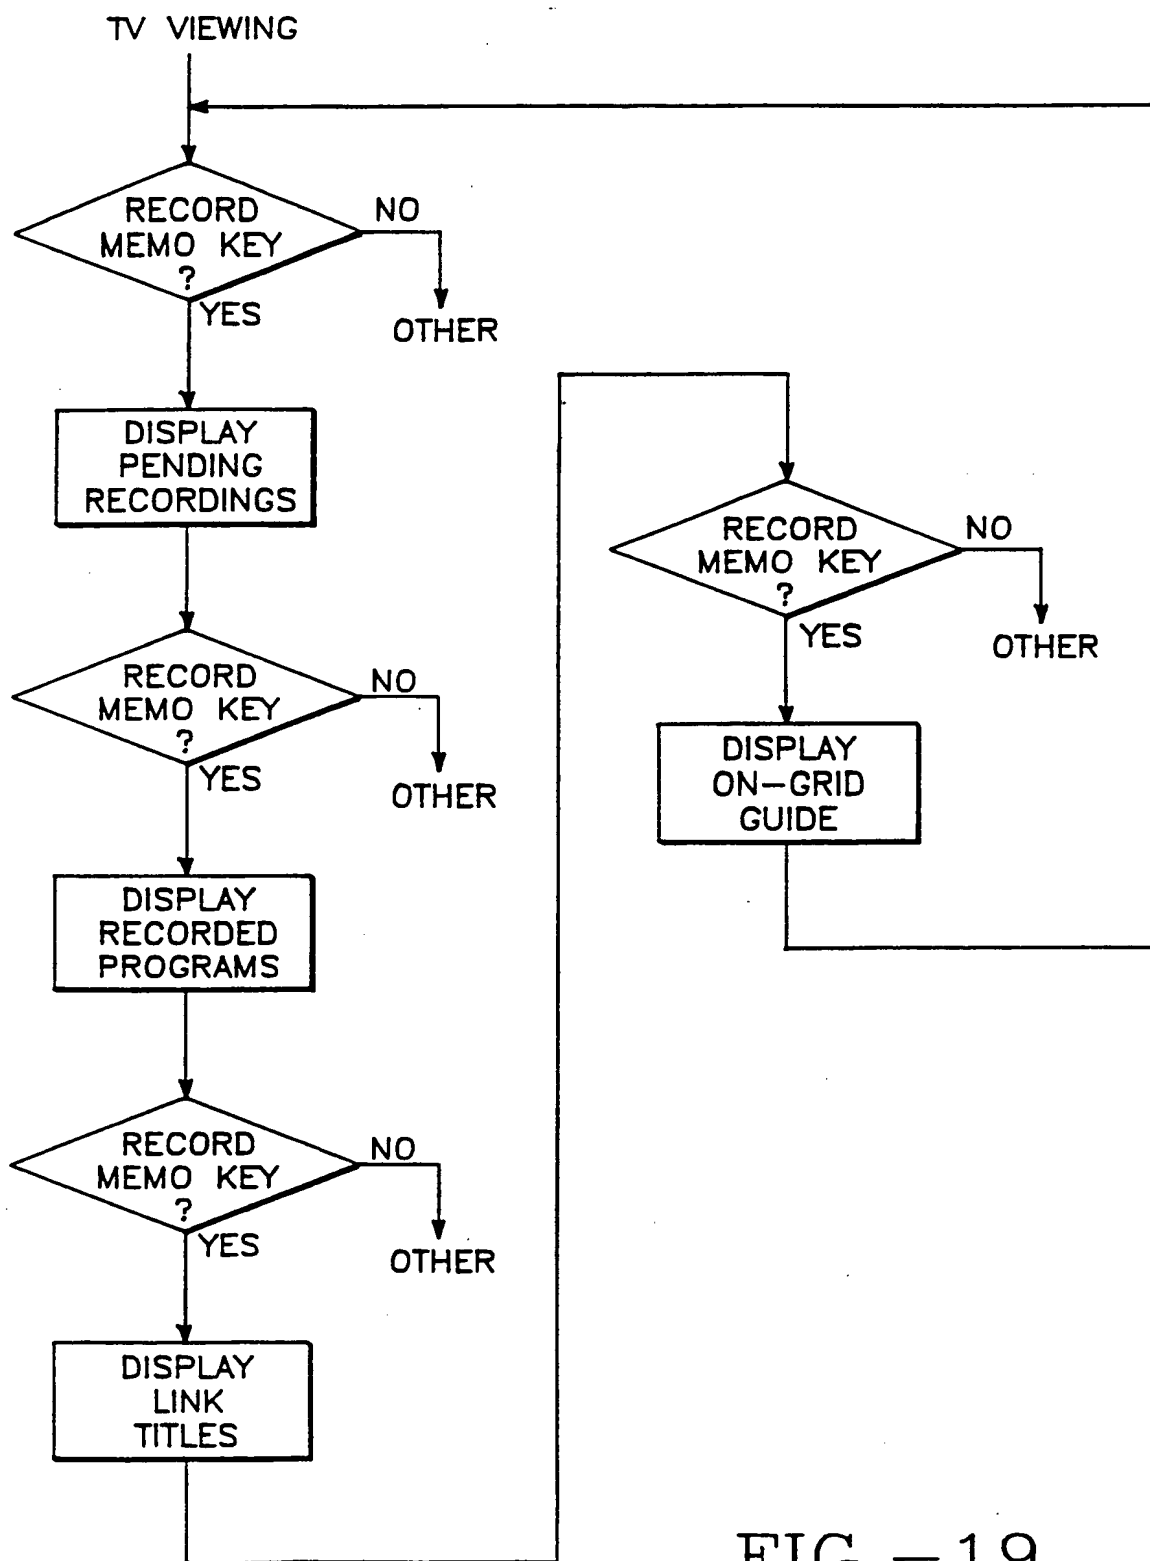 TV VIEWING
RECORD
MEMO KEY
?
NO
YES
OTHER
DISPLAY
PENDING
RECORDINGS
RECORD
MEMO KEY
?
NO
YES
OTHER
DISPLAY
RECORDED
PROGRAMS
RECORD
MEMO KEY
?
NO
YES
OTHER
DISPLAY
LINK
TITLES
RECORD
MEMO KEY
?
NO
YES
OTHER
DISPLAY
ON-GRID
GUIDE
FIG.-19